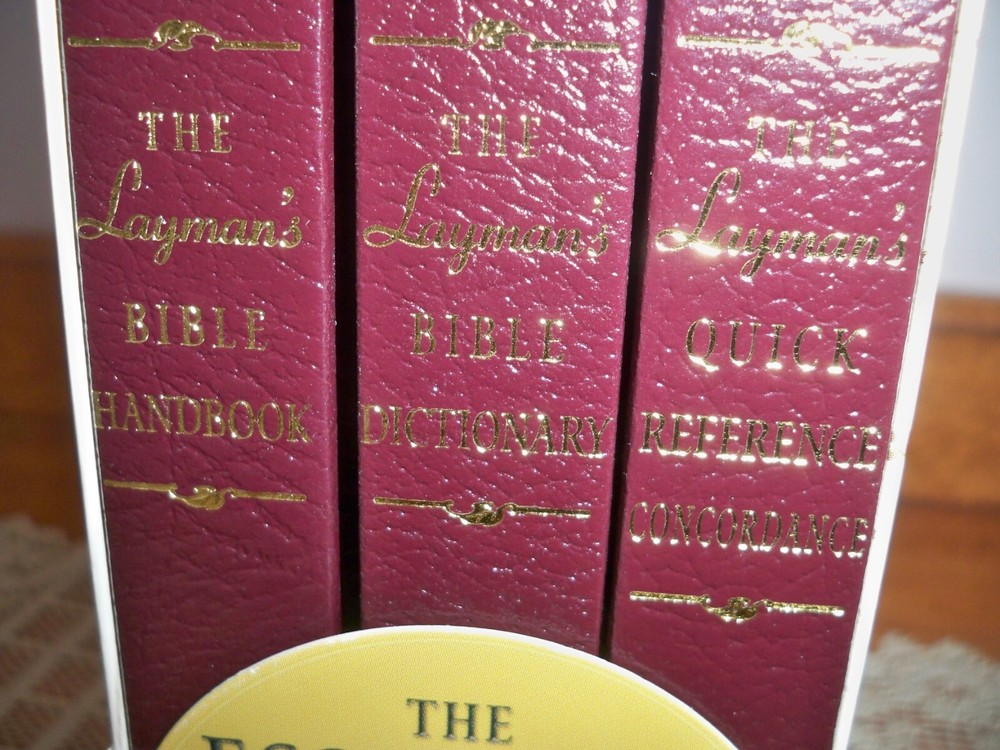 THE
Layman's
BIBLE
HANDBOOK
THE
Layman's
BIBLE
DICTIONARY
THE
Layman's
QUICK
REFERENCE
CONCORDANCE
THE